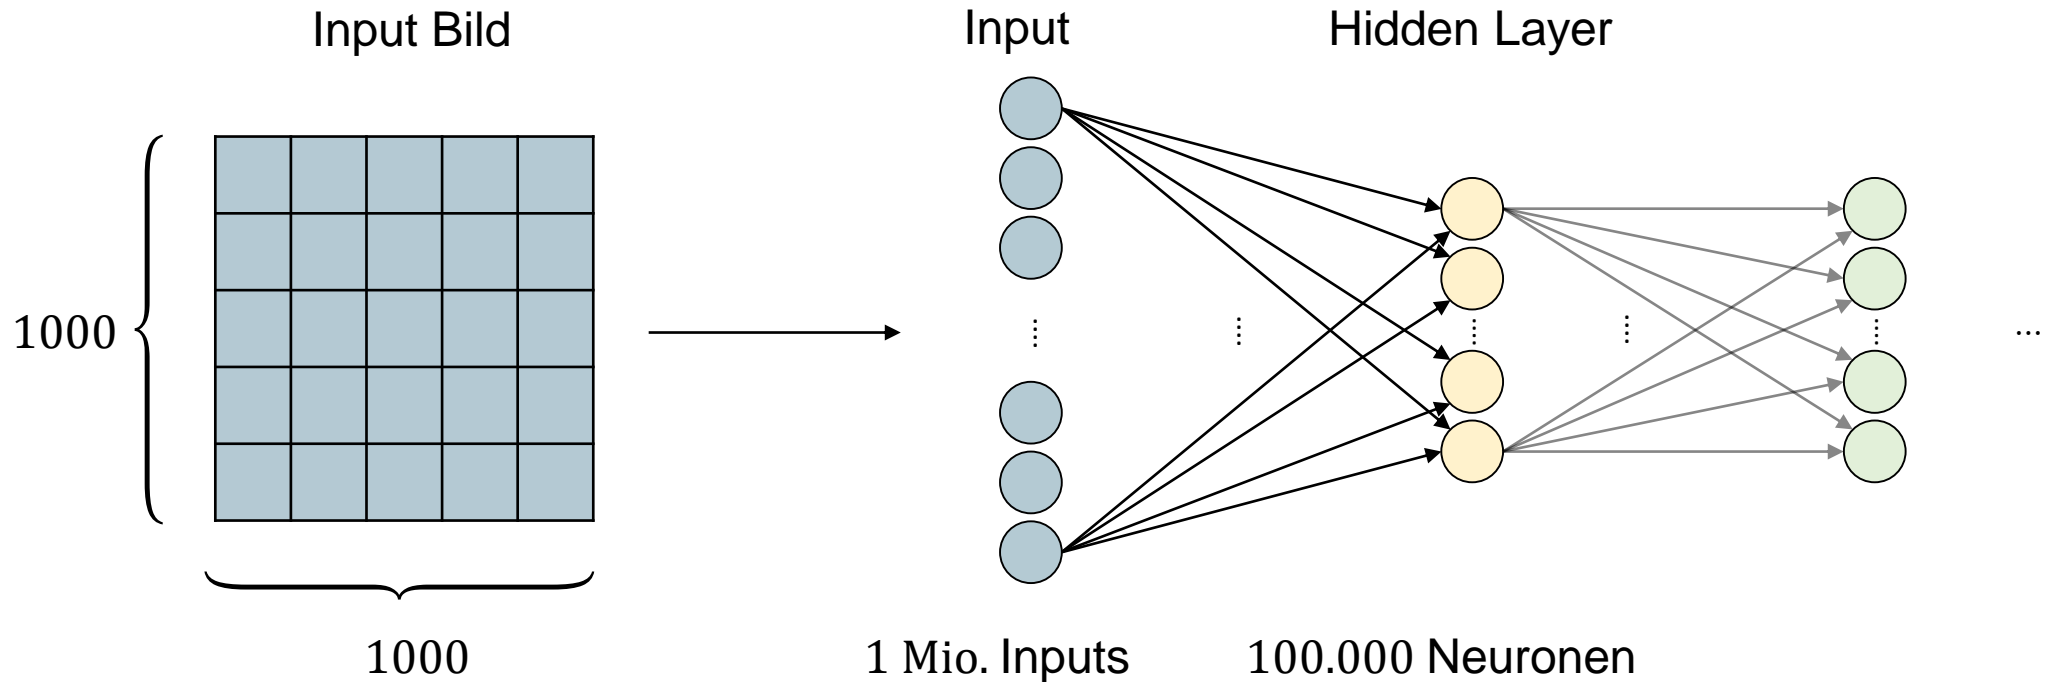 Input Bild
Input
Hidden Layer
1000
...
1000
1 Mio. Inputs
100.000 Neuronen